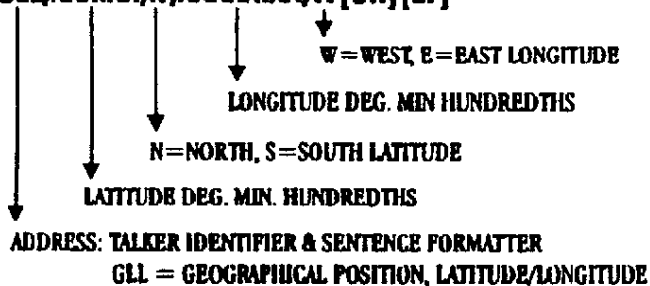 W=WEST, E=EAST LONGITUDE
LONGITUDE DEG. MIN HUNDREDTHS
N=NORTH, S=SOUTH LATITUDE
LATITUDE DEG. MIN. HUNDREDTHS
ADDRESS: TALKER IDENTIFIER & SENTENCE FORMATTER
GLL = GEOGRAPHICAL POSITION, LATITUDE/LONGITUDE